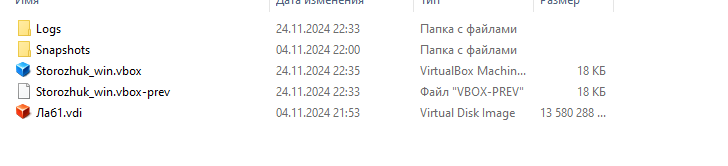 Имя Дата изменения Тип Размер
Logs 24.11.2024 22:33 Папка с файлами
Snapshots 04.11.2024 22:00 Папка с файлами
Storozhuk_win.vbox 24.11.2024 22:35 VirtualBox Machin... 18 КБ
Storozhuk_win.vbox-prev 24.11.2024 22:33 Файл "VBOX-PREV" 18 КБ
Ла61.vdi 04.11.2024 21:53 Virtual Disk Image 13 580 288 ...